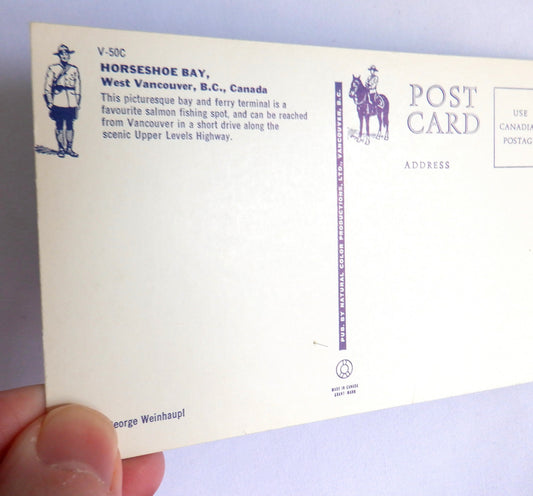 V-50C
HORSESHOE BAY,
West Vancouver, B.C., Canada
This picturesque bay and ferry terminal is a
favourite salmon fishing spot, and can be reached
from Vancouver in a short drive along the
scenic Upper Levels Highway.
eorge Weinhaupl
PUB. BY NATURAL COLOR PRODUCTIONS, LTD., VANCOUVER, B.C.
MADE IN CANADA
GRANT-MANN
POST
CARD
ADDRESS
USE
CANADIA
POSTAG